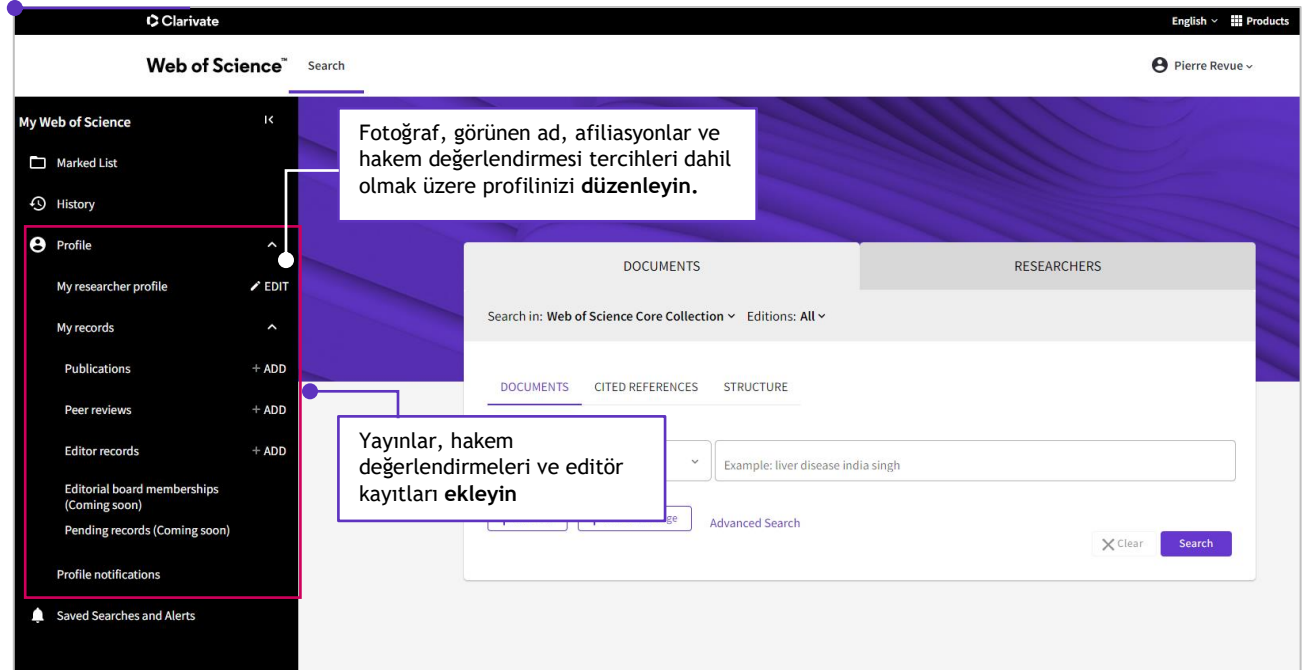 Clarivate
English
Products
Web of Science™
Search
Pierre Revue
My Web of Science
Marked List
History
Profile
My researcher profile
EDIT
My records
Publications
+ ADD
Peer reviews
+ ADD
Editor records
+ ADD
Editorial board memberships
(Coming soon)
Pending records (Coming soon)
Profile notifications
Saved Searches and Alerts
Fotoğraf, görünen ad, afiliasyonlar ve
hakem değerlendirmesi tercihleri dahil
olmak üzere profilinizi düzenleyin.
DOCUMENTS
RESEARCHERS
Search in: Web of Science Core Collection Editions: All
DOCUMENTS
CITED REFERENCES
STRUCTURE
Yayınlar, hakem
değerlendirmeleri ve editör
kayıtları ekleyin
Example: liver disease india singh
Advanced Search
Clear
Search